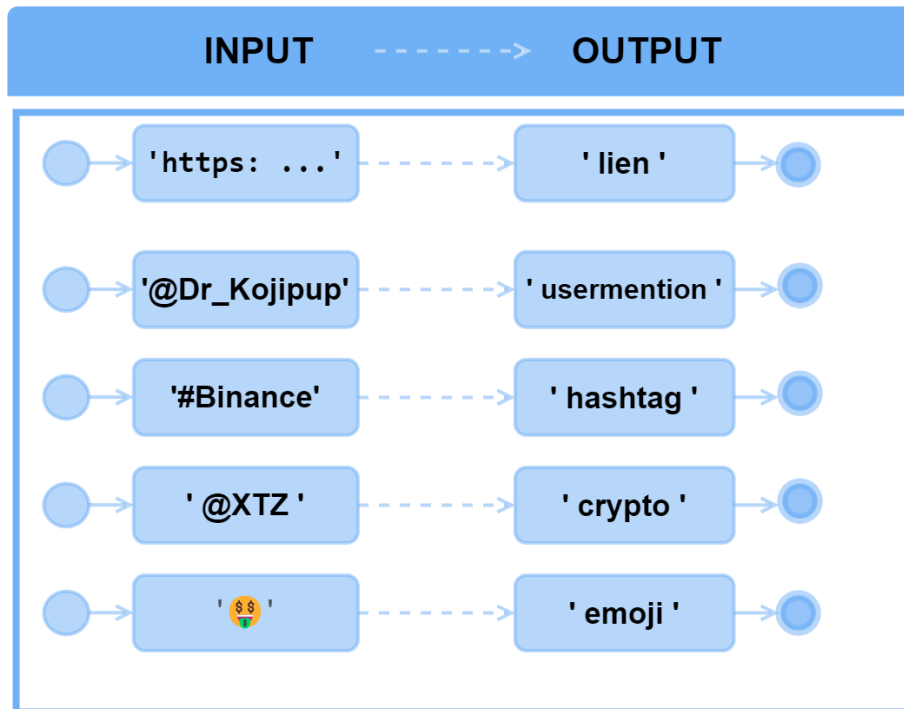 INPUT OUTPUT
'https: ...' ' lien '
'@Dr_Kojipup' ' usermention '
'#Binance' ' hashtag '
' @XTZ ' ' crypto '
'🤑' ' emoji '